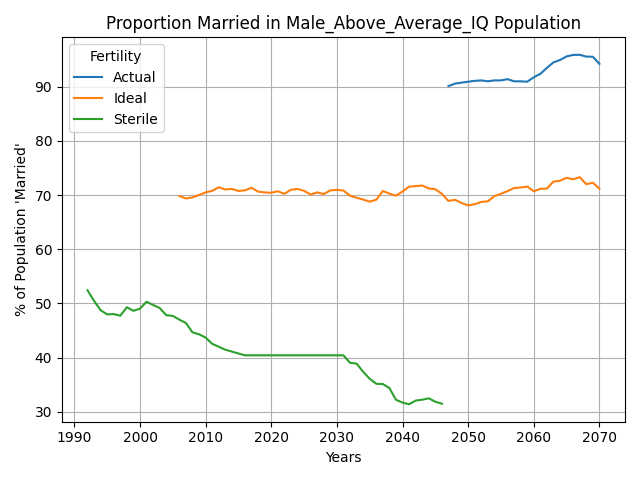 Proportion Married in Male_Above_Average_IQ Population
Fertility
Actual
Ideal
Sterile
% of Population 'Married'
90
80
70
60
50
40
30
1990 2000 2010 2020 2030 2040 2050 2060 2070
Years